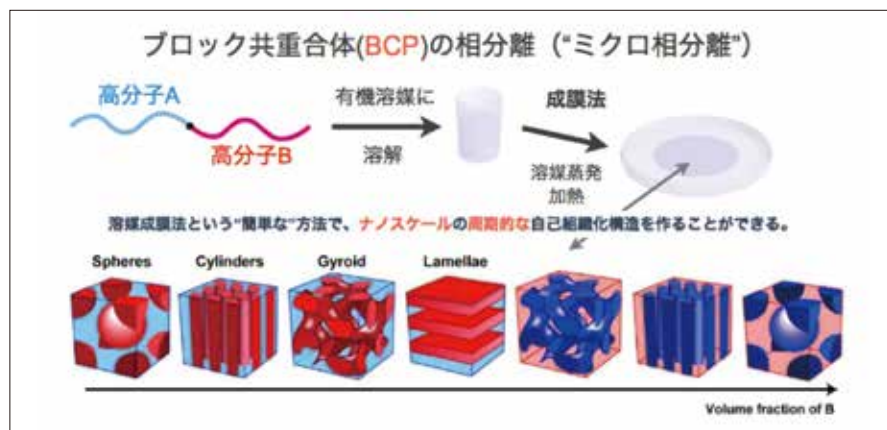 ブロック共重合体(BCP)の相分離（“ミクロ相分離”）
高分子A
高分子B
有機溶媒に
溶解
成膜法
溶媒蒸発
加熱
溶媒成膜法という“簡単な”方法で、ナノスケールの周期的な自己組織化構造を作ることができる。
Spheres Cylinders Gyroid Lamellae
Volume fraction of B